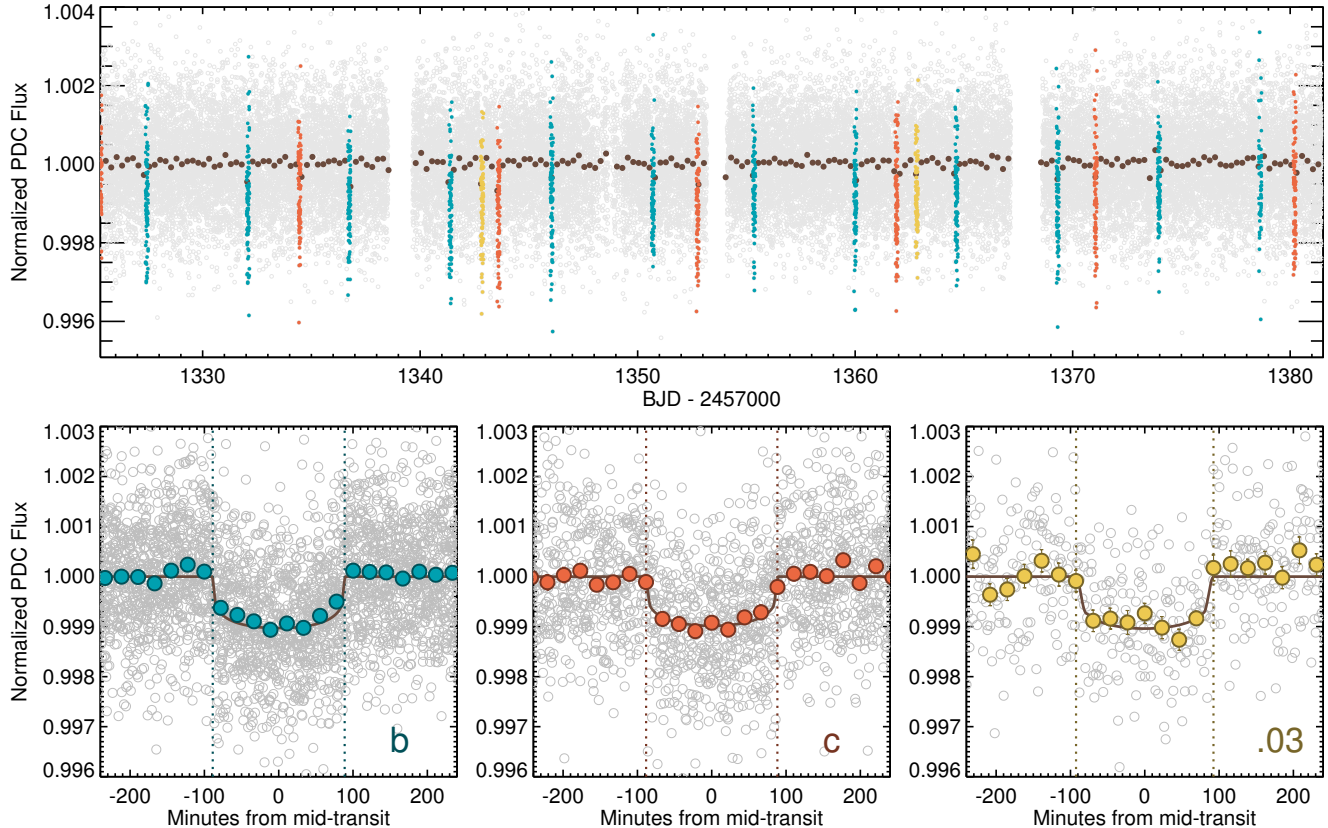 Normalized PDC Flux
1.004
1.002
1.000
0.998
0.996
1330 1340 1350 1360 1370 1380
BJD - 2457000
Normalized PDC Flux
1.003 1.003 1.003
1.002 1.002 1.002
1.001 1.001 1.001
1.000 1.000 1.000
0.999 0.999 0.999
0.998 0.998 0.998
0.997 0.997 0.997
0.996 0.996 0.996
b c .03
-200 -100 0 100 200 -200 -100 0 100 200 -200 -100 0 100 200
Minutes from mid-transit Minutes from mid-transit Minutes from mid-transit